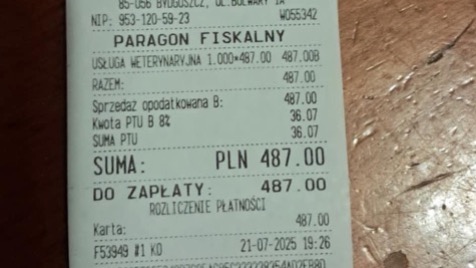 85-056 BYDGOSZCZ, UL.BULWARY 1A
NIP: 953-120-59-23 W055342
PARAGON FISKALNY
USŁUGA WETERYNARYJNA 1.000*487.00 487.00B
RAZEM: 487.00
Sprzedaż opodatkowana B: 487.00
Kwota PTU B 8% 36.07
SUMA PTU 36.07
SUMA: PLN 487.00
DO ZAPŁATY: 487.00
ROZLICZENIE PŁATNOŚCI
Karta: 487.00
F53949 #1 KO 21-07-2025 19:26